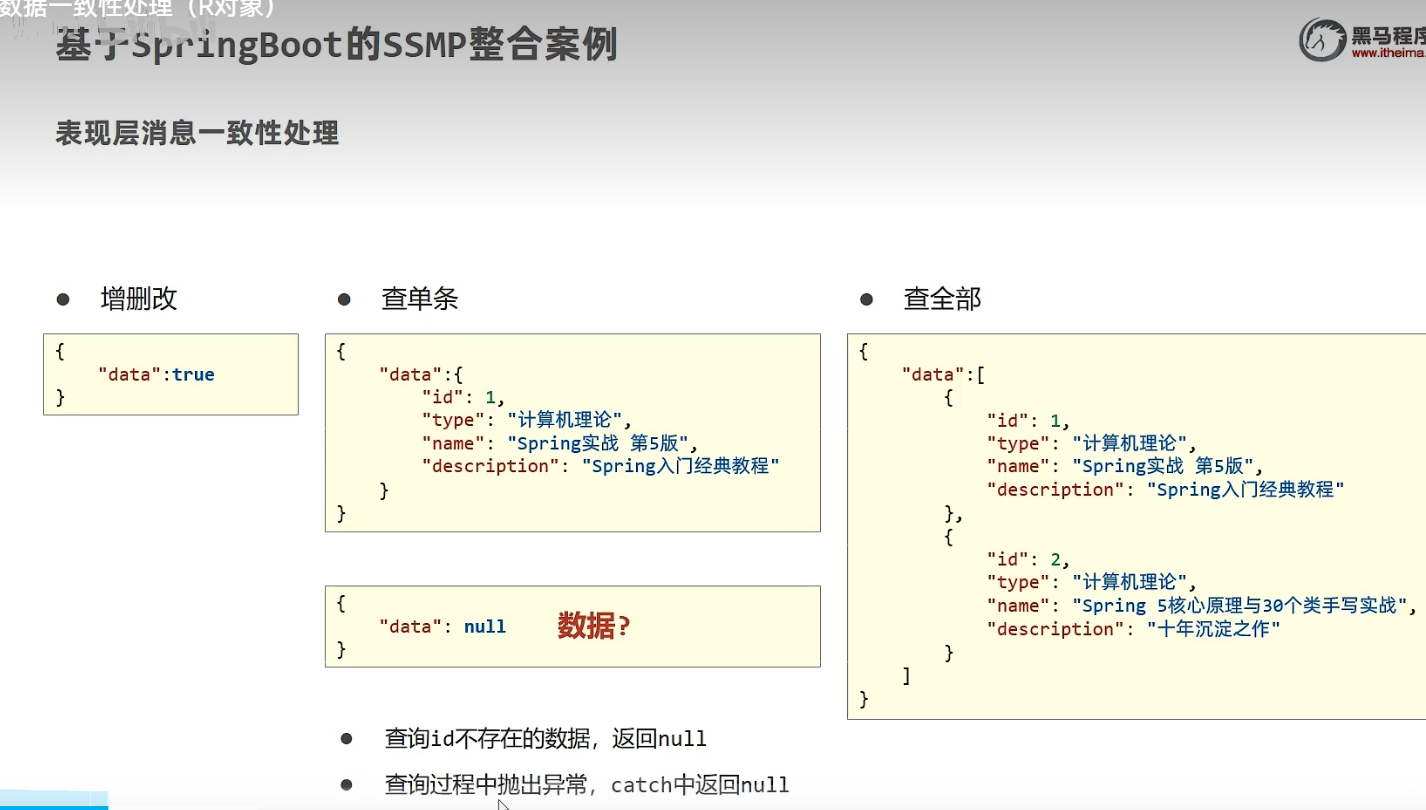 数据一致性处理（R对象）
基于SpringBoot的SSMP整合案例
黑马程序
www.itheima.
表现层消息一致性处理
● 增删改
{
"data":true
}
● 查单条
{
"data":{
"id": 1,
"type": "计算机理论",
"name": "Spring实战 第5版",
"description": "Spring入门经典教程"
}
}
{
"data": null 数据?
}
● 查询id不存在的数据，返回null
● 查询过程中抛出异常，catch中返回null
● 查全部
{
"data":[
{
"id": 1,
"type": "计算机理论",
"name": "Spring实战 第5版",
"description": "Spring入门经典教程"
},
{
"id": 2,
"type": "计算机理论",
"name": "Spring 5核心原理与30个类手写实战",
"description": "十年沉淀之作"
}
]
}